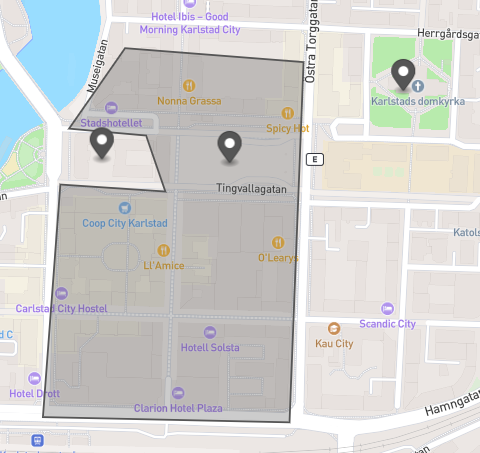 Hotel Ibis – Good
Morning Karlstad City
Herrgårdsga
Museigatan
Östra Torggatan
Nonna Grassa
Karlstads domkyrka
Stadshotellet
Spicy Hot
E
Tingvallagatan
Coop City Karlstad
Katols
O'Learys
Ll'Amice
Carlstad City Hostel
Scandic City
Kau City
Hotell Solsta
d C
Hotel Drott
Clarion Hotel Plaza
Hamngatan